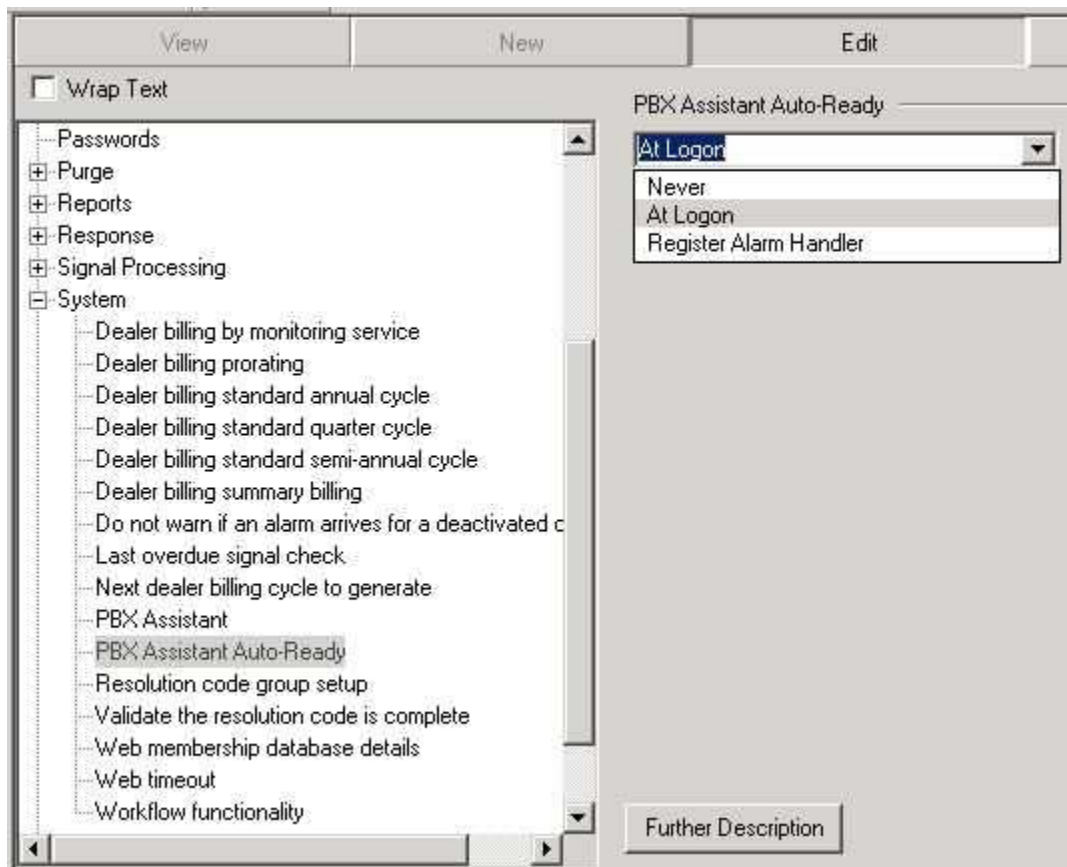 View New Edit
Wrap Text
Passwords
Purge
Reports
Response
Signal Processing
System
Dealer billing by monitoring service
Dealer billing prorating
Dealer billing standard annual cycle
Dealer billing standard quarter cycle
Dealer billing standard semi-annual cycle
Dealer billing summary billing
Do not warn if an alarm arrives for a deactivated c
Last overdue signal check
Next dealer billing cycle to generate
PBX Assistant
PBX Assistant Auto-Ready
Resolution code group setup
Validate the resolution code is complete
Web membership database details
Web timeout
Workflow functionality
PBX Assistant Auto-Ready
At Logon
Never
At Logon
Register Alarm Handler
Further Description